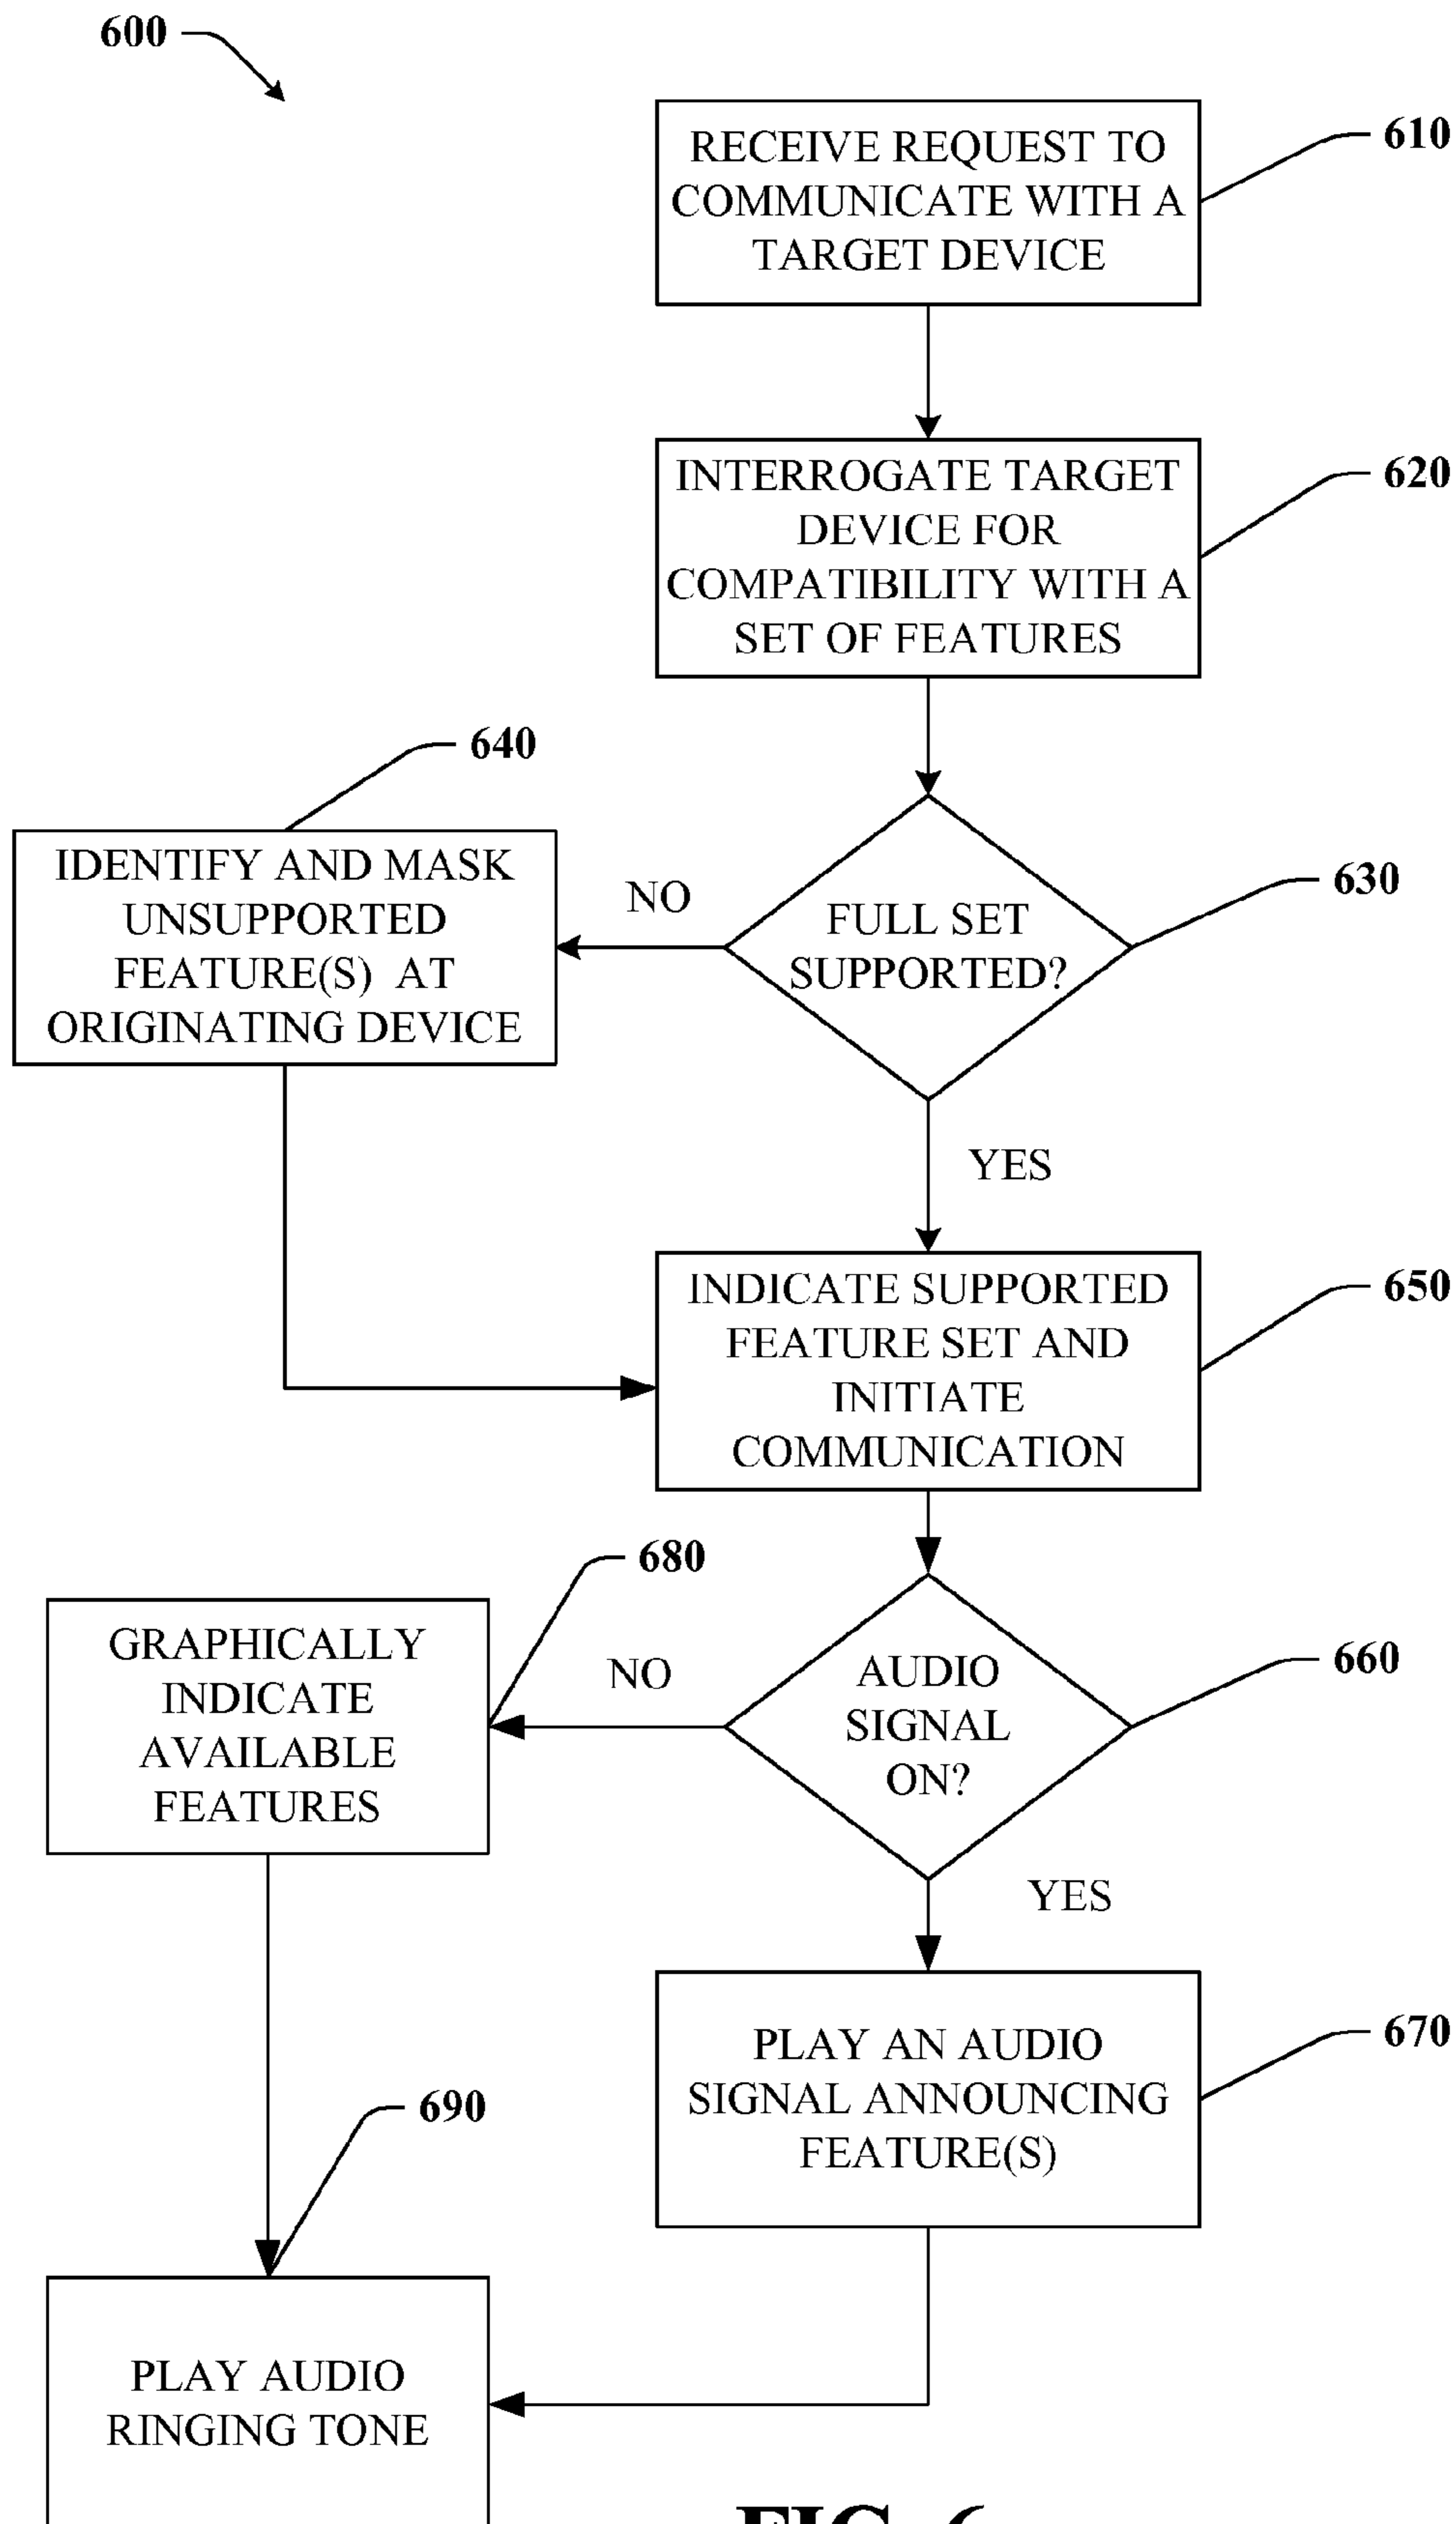 600
RECEIVE REQUEST TO
COMMUNICATE WITH A
TARGET DEVICE
610
INTERROGATE TARGET
DEVICE FOR
COMPATIBILITY WITH A
SET OF FEATURES
620
640
IDENTIFY AND MASK
UNSUPPORTED
FEATURE(S) AT
ORIGINATING DEVICE
NO
FULL SET
SUPPORTED?
630
YES
INDICATE SUPPORTED
FEATURE SET AND
INITIATE
COMMUNICATION
650
680
GRAPHICALLY
INDICATE
AVAILABLE
FEATURES
NO
AUDIO
SIGNAL
ON?
660
YES
PLAY AN AUDIO
SIGNAL ANNOUNCING
FEATURE(S)
670
690
PLAY AUDIO
RINGING TONE